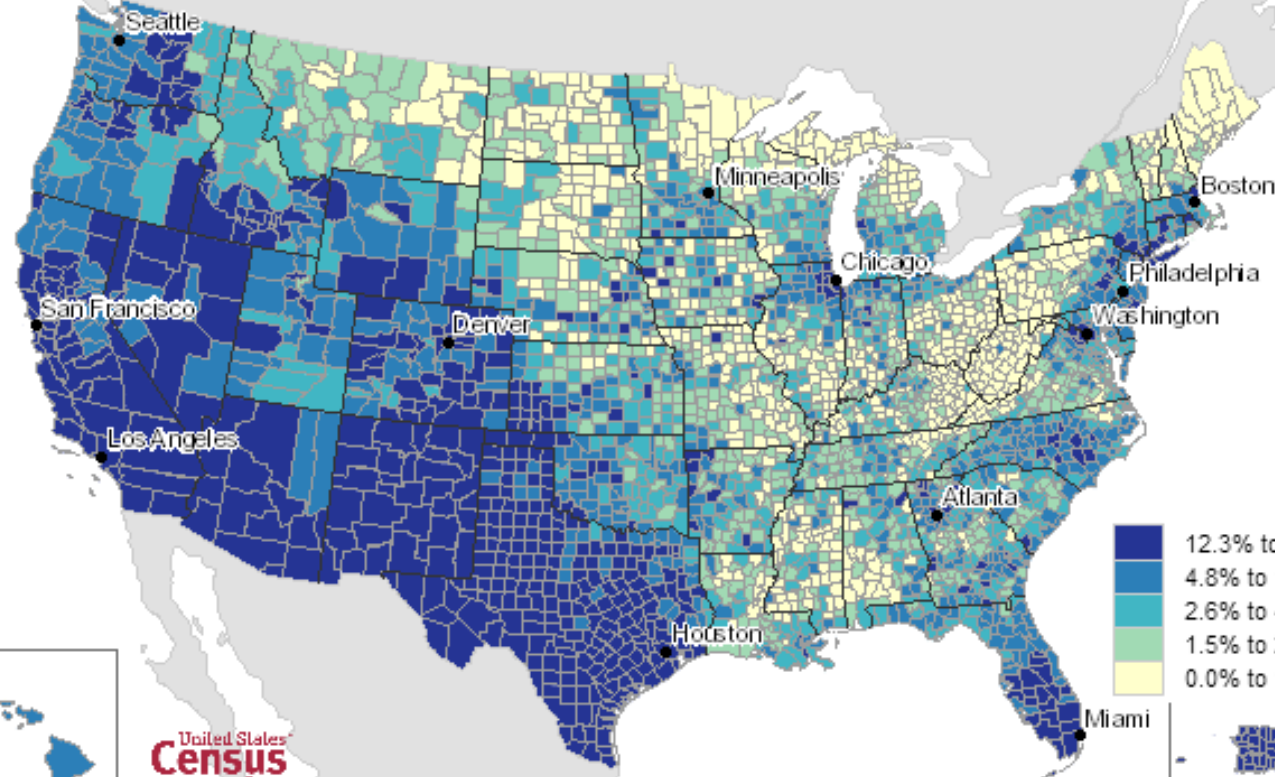 Seattle
Minneapolis
Boston
Chicago
Philadelphia
San Francisco
Denver
Washington
Los Angeles
Atlanta
12.3% to
4.8% to
2.6% to
1.5% to
0.0% to
Houston
Miami
United States
Census